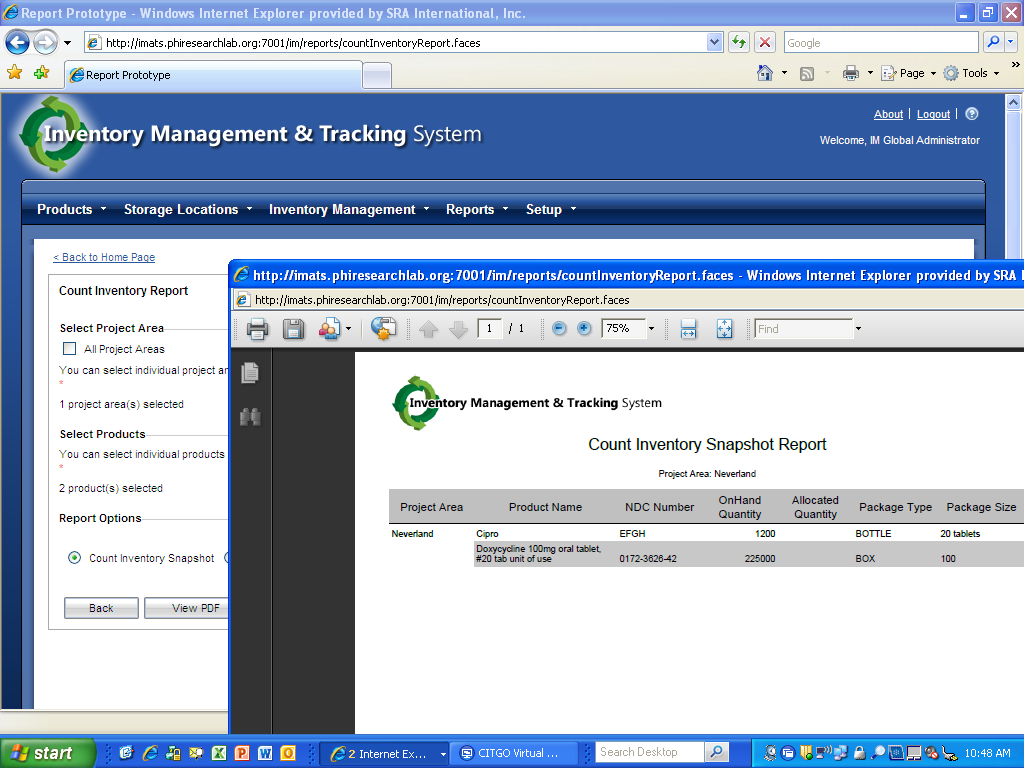 Report Prototype - Windows Internet Explorer provided by SRA International, Inc.
http://imats.phiresearchlab.org:7001/im/reports/countInventoryReport.faces
Google
Report Prototype
Page
Tools
Inventory Management & Tracking System
About | Logout |
Welcome, IM Global Administrator
Products
Storage Locations
Inventory Management
Reports
Setup
< Back to Home Page
Count Inventory Report
Select Project Area
All Project Areas
You can select individual project ar
*
1 project area(s) selected
Select Products
You can select individual products
*
2 product(s) selected
Report Options
Count Inventory Snapshot
Back
View PDF
http://imats.phiresearchlab.org:7001/im/reports/countInventoryReport.faces - Windows Internet Explorer provided by SRA I
http://imats.phiresearchlab.org:7001/im/reports/countInventoryReport.faces
1 / 1
75%
Find
Inventory Management & Tracking System
Count Inventory Snapshot Report
Project Area: Neverland
Project Area Product Name NDC Number OnHand Quantity Allocated Quantity Package Type Package Size
Neverland Cipro EFGH 1200 BOTTLE 20 tablets
Doxycycline 100mg oral tablet,
#20 tab unit of use 0172-3626-42 225000 BOX 100
start
2 Internet Ex...
CITGO Virtual ...
Search Desktop
10:48 AM